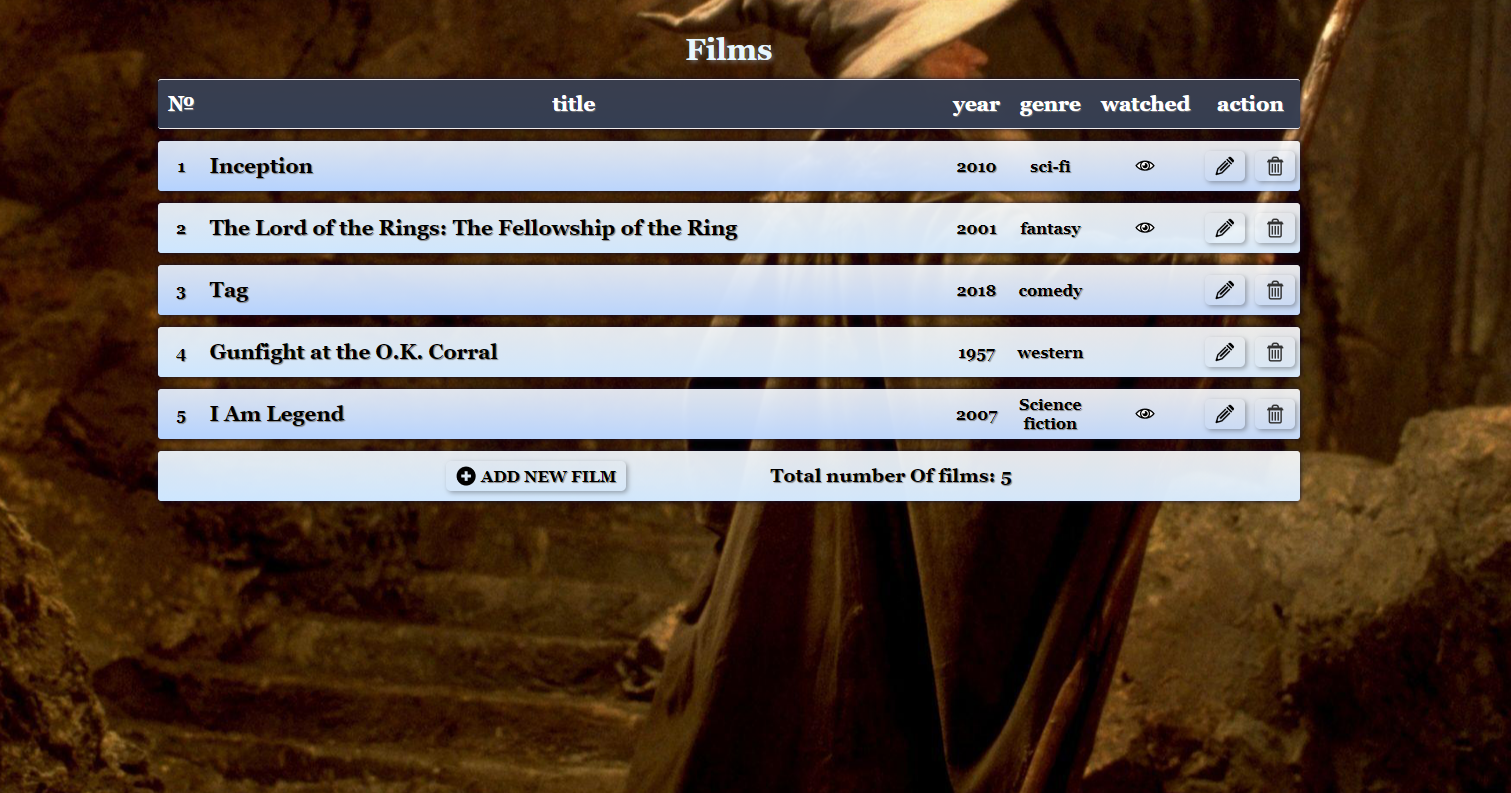 Films
№ title year genre watched action
1 Inception 2010 sci-fi
2 The Lord of the Rings: The Fellowship of the Ring 2001 fantasy
3 Tag 2018 comedy
4 Gunfight at the O.K. Corral 1957 western
5 I Am Legend 2007 Science
fiction
ADD NEW FILM Total number Of films: 5